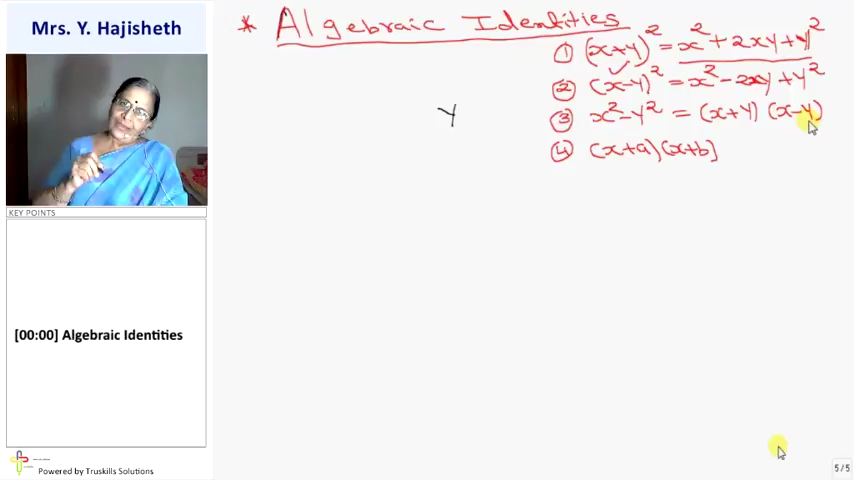 Mrs. Y. Hajisheth
* Algebraic Identities
① (x+y)² = x² + 2xy + y²
② (x-y)² = x² - 2xy + y²
③ x² - y² = (x+y) (x-y)
④ (x+a)(x+b]
Y
KEY POINTS
[00:00] Algebraic Identities
Powered by Truskills Solutions
5/5